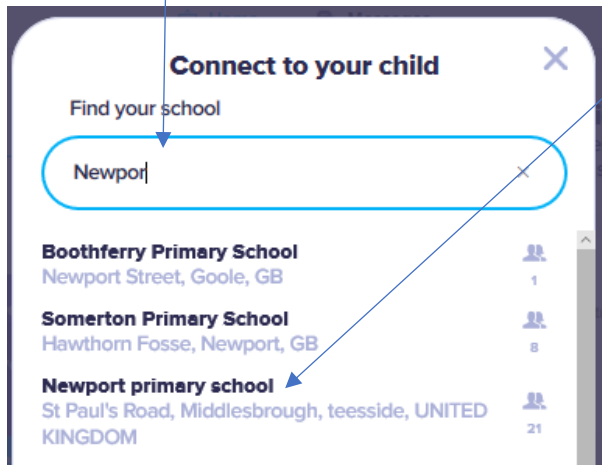 Connect to your child
Find your school
Newpor
Boothferry Primary School
Newport Street, Goole, GB
1
Somerton Primary School
Hawthorn Fosse, Newport, GB
8
Newport primary school
St Paul's Road, Middlesbrough, teesside, UNITED
KINGDOM
21